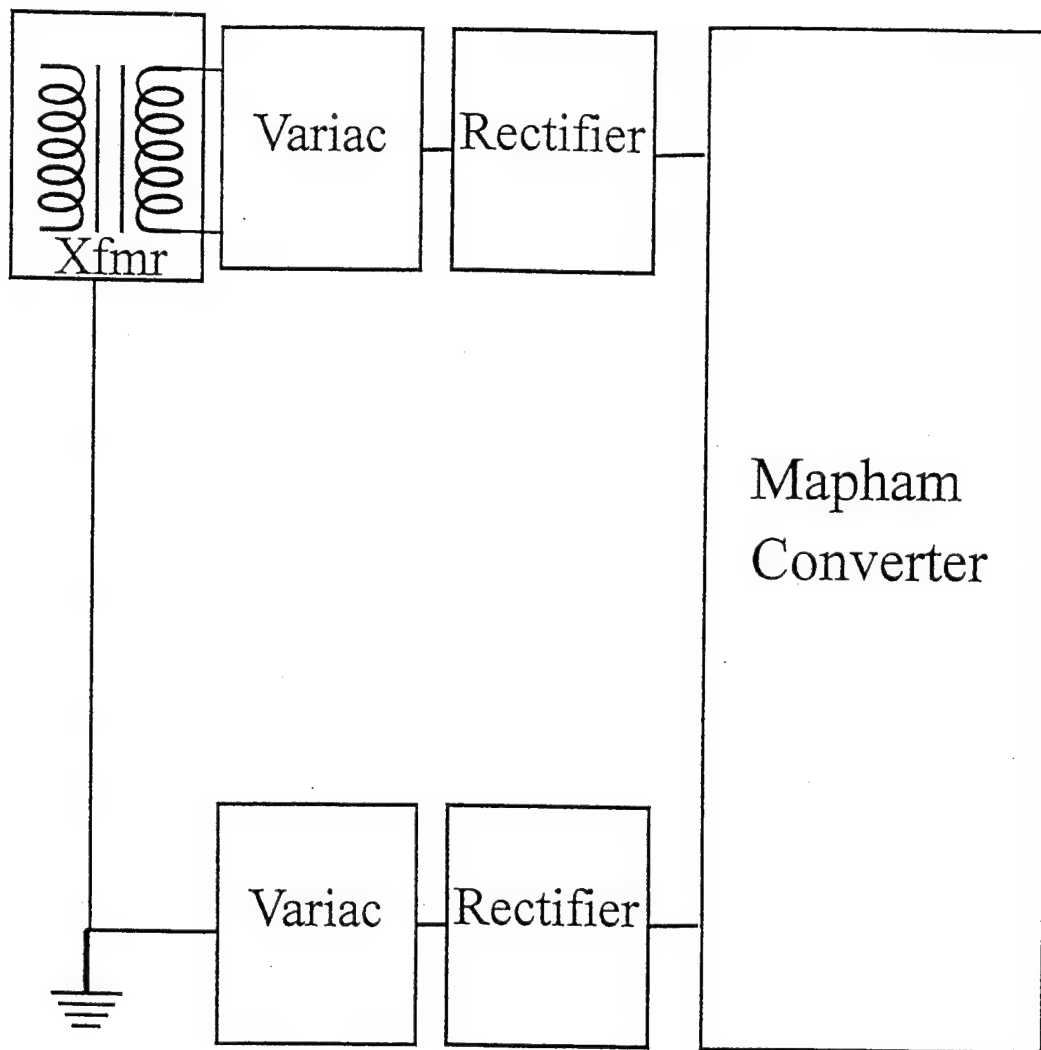 Xfmr
Variac
Rectifier
Mapham
Converter
Variac
Rectifier